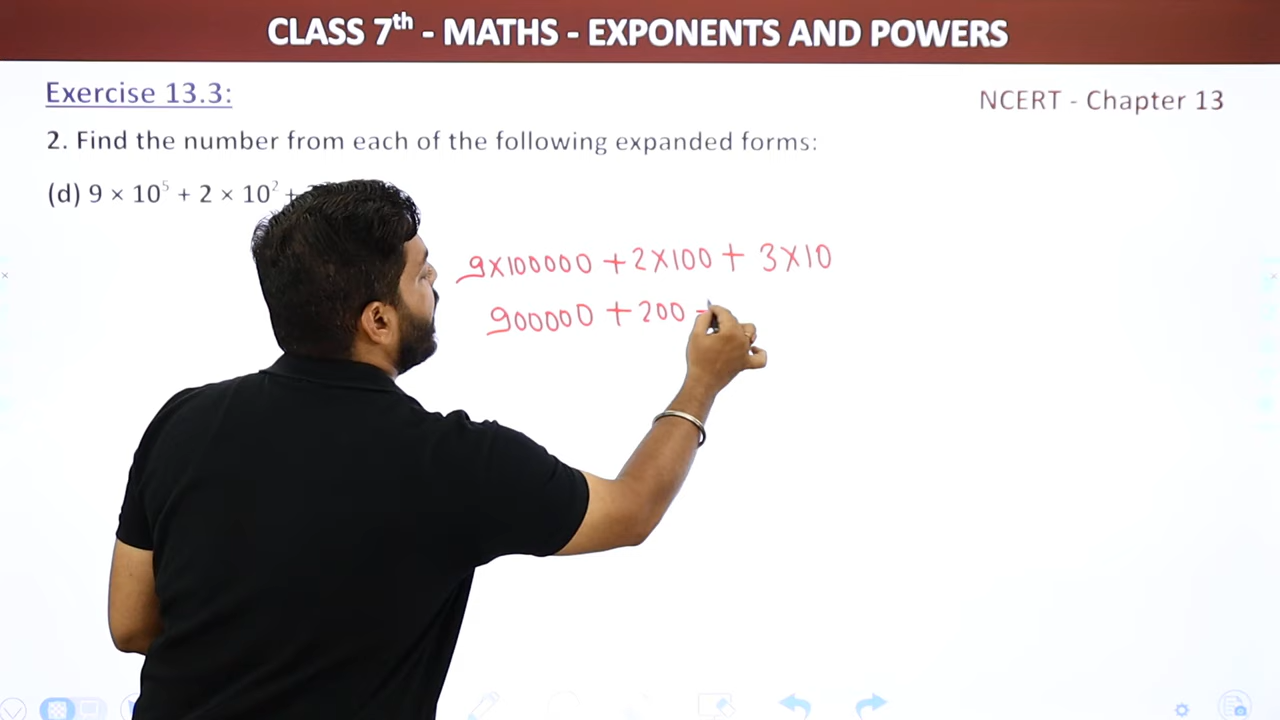 CLASS 7th - MATHS - EXPONENTS AND POWERS
Exercise 13.3:
NCERT - Chapter 13
2. Find the number from each of the following expanded forms:
(d) 9 × 10⁵ + 2 × 10² +
9×100000 + 2×100 + 3×10
900000 + 200 -